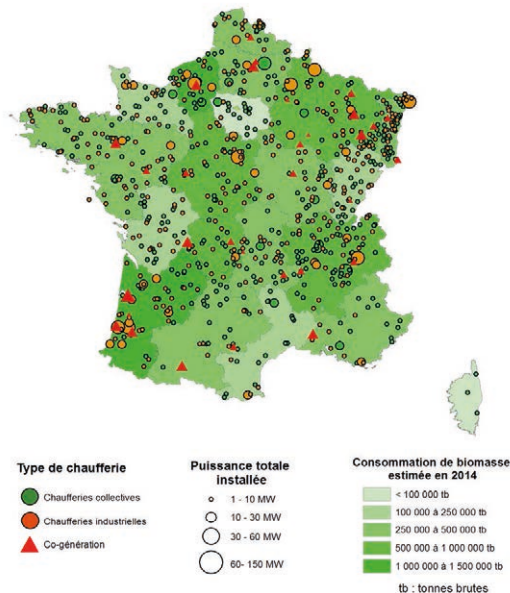 Type de chaufferie
Chaufferies collectives
Chaufferies industrielles
Co-génération
Puissance totale
installée
1 - 10 MW
10 - 30 MW
30 - 60 MW
60- 150 MW
Consommation de biomasse
estimée en 2014
< 100 000 tb
100 000 à 250 000 tb
250 000 à 500 000 tb
500 000 à 1 000 000 tb
1 000 000 à 1 500 000 tb
tb : tonnes brutes